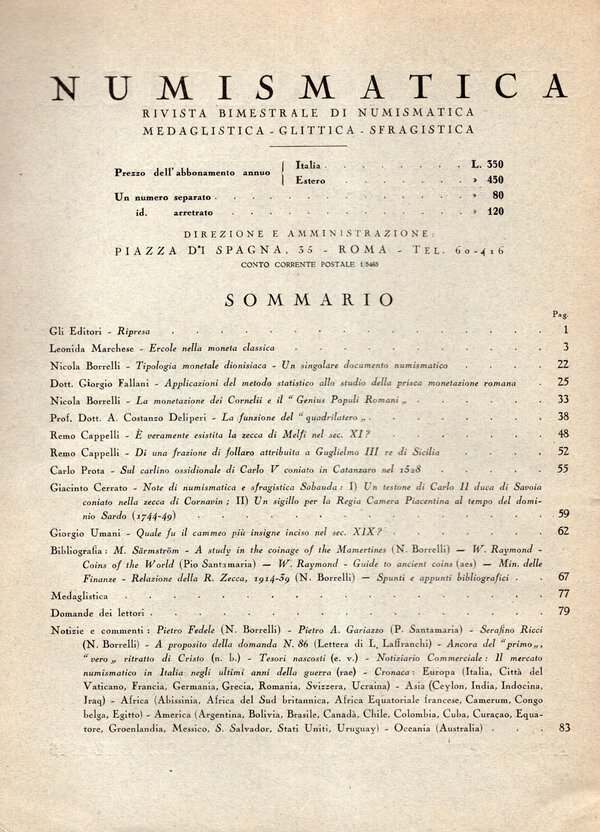 NUMISMATICA
RIVISTA BIMESTRALE DI NUMISMATICA
MEDAGLISTICA - GLITTICA - SFRAGISTICA
Prezzo dell'abbonamento annuo { Italia . . . . . . . L. 350
Estero . . . . . . . » 450
Un numero separato . . . . . . . » 80
id. arretrato . . . . . . . » 120
DIREZIONE E AMMINISTRAZIONE:
PIAZZA DI SPAGNA, 35 - ROMA - TEL. 60-416
CONTO CORRENTE POSTALE 1/5465
SOMMARIO
Pag.
Gli Editori - Ripresa . . . . . . . 1
Leonida Marchese - Ercole nella moneta classica . . . . . . . 3
Nicola Borrelli - Tipologia monetale dionisiaca - Un singolare documento numismatico . . . 22
Dott. Giorgio Fallani - Applicazioni del metodo statistico allo studio della prisca monetazione romana . 25
Nicola Borrelli - La monetazione dei Cornelii e il " Genius Populi Romani „ . . . . 33
Prof. Dott. A. Costanzo Deliperi - La funzione del " quadrilatero „ . . . . . 38
Remo Cappelli - È veramente esistita la zecca di Melfi nel sec. XI ? . . . . . 48
Remo Cappelli - Di una frazione di follaro attribuita a Guglielmo III re di Sicilia . . . 52
Carlo Prota - Sul carlino ossidionale di Carlo V coniato in Catanzaro nel 1528 . . . 55
Giacinto Cerrato - Note di numismatica e sfragistica Sabauda : I) Un testone di Carlo II duca di Savoia
coniato nella zecca di Cornavin ; II) Un sigillo per la Regia Camera Piacentina al tempo del domi-
nio Sardo (1744-49) . . . . . . . 59
Giorgio Umani - Quale fu il cammeo più insigne inciso nel sec. XIX ? . . . . . 62
Bibliografia : M. Särmström - A study in the coinage of the Mamertines (N. Borrelli) — W. Raymond -
Coins of the World (Pio Santamaria) — W. Raymond - Guide to ancient coins (aes) — Min. delle
Finanze - Relazione della R. Zecca, 1914-39 (N. Borrelli) — Spunti e appunti bibliografici . . 67
Medaglistica . . . . . . . 77
Domande dei lettori . . . . . . . 79
Notizie e commenti : Pietro Fedele (N. Borrelli) - Pietro A. Gariazzo (P. Santamaria) - Serafino Ricci
(N. Borrelli) - A proposito della domanda N. 86 (Lettera di L. Laffranchi) - Ancora del " primo „,
" vero „ ritratto di Cristo (n. b.) - Tesori nascosti (e. v.) - Notiziario Commerciale : Il mercato
numismatico in Italia negli ultimi anni della guerra (rae) - Cronaca : Europa (Italia, Città del
Vaticano, Francia, Germania, Grecia, Romania, Svizzera, Ucraina) - Asia (Ceylon, India, Indocina,
Iraq) - Africa (Abissinia, Africa del Sud britannica, Africa Equatoriale francese, Camerum, Congo
belga, Egitto) - America (Argentina, Bolivia, Brasile, Canadà, Chile, Colombia, Cuba, Curaçao, Equa-
tore, Groenlandia, Messico, S. Salvador, Stati Uniti, Uruguay) - Oceania (Australia) . . . . 83